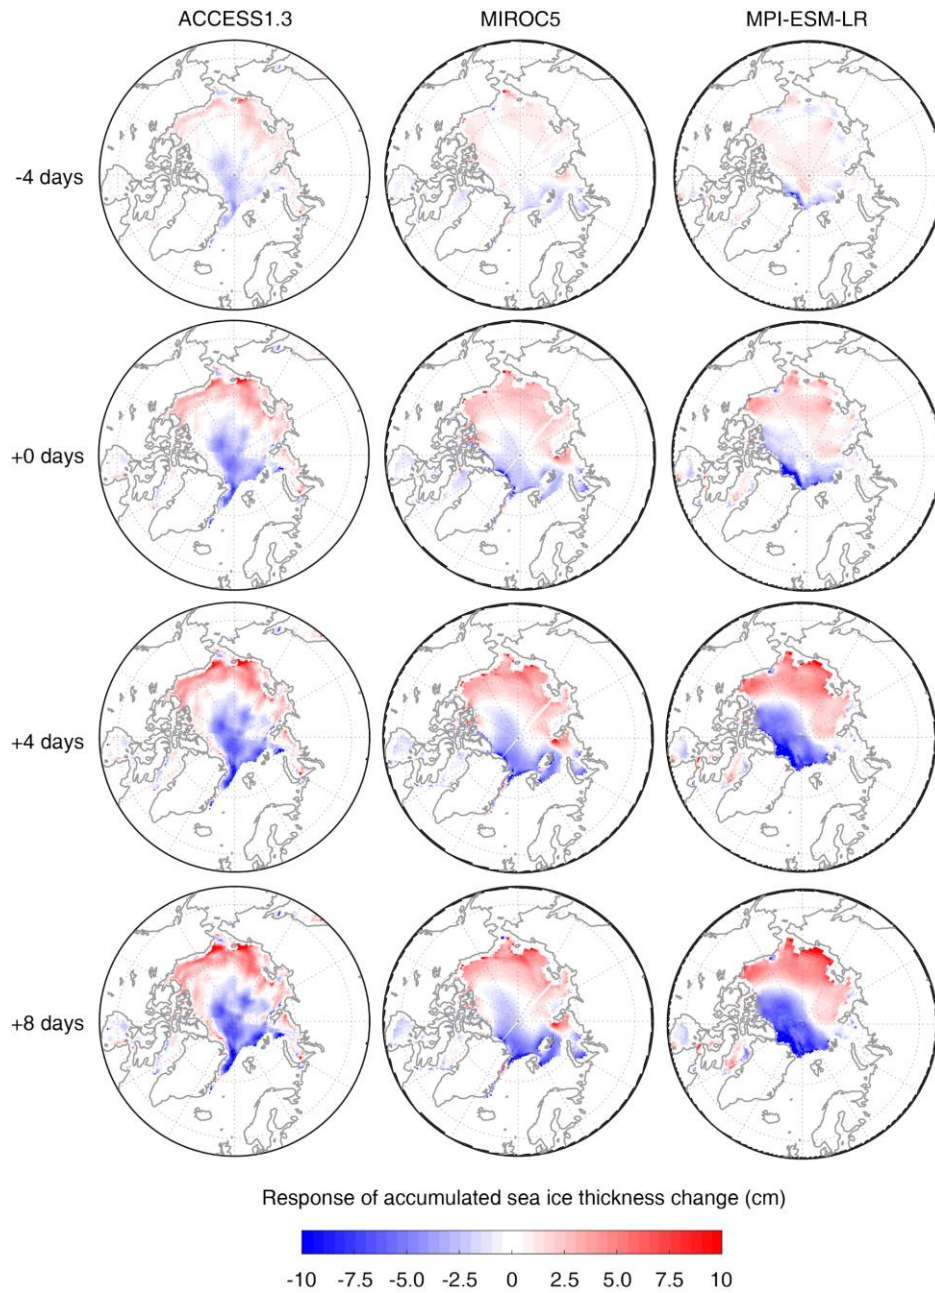 ACCESS1.3 MIROC5 MPI-ESM-LR
-4 days
+0 days
+4 days
+8 days
Response of accumulated sea ice thickness change (cm)
-10 -7.5 -5.0 -2.5 0 2.5 5.0 7.5 10